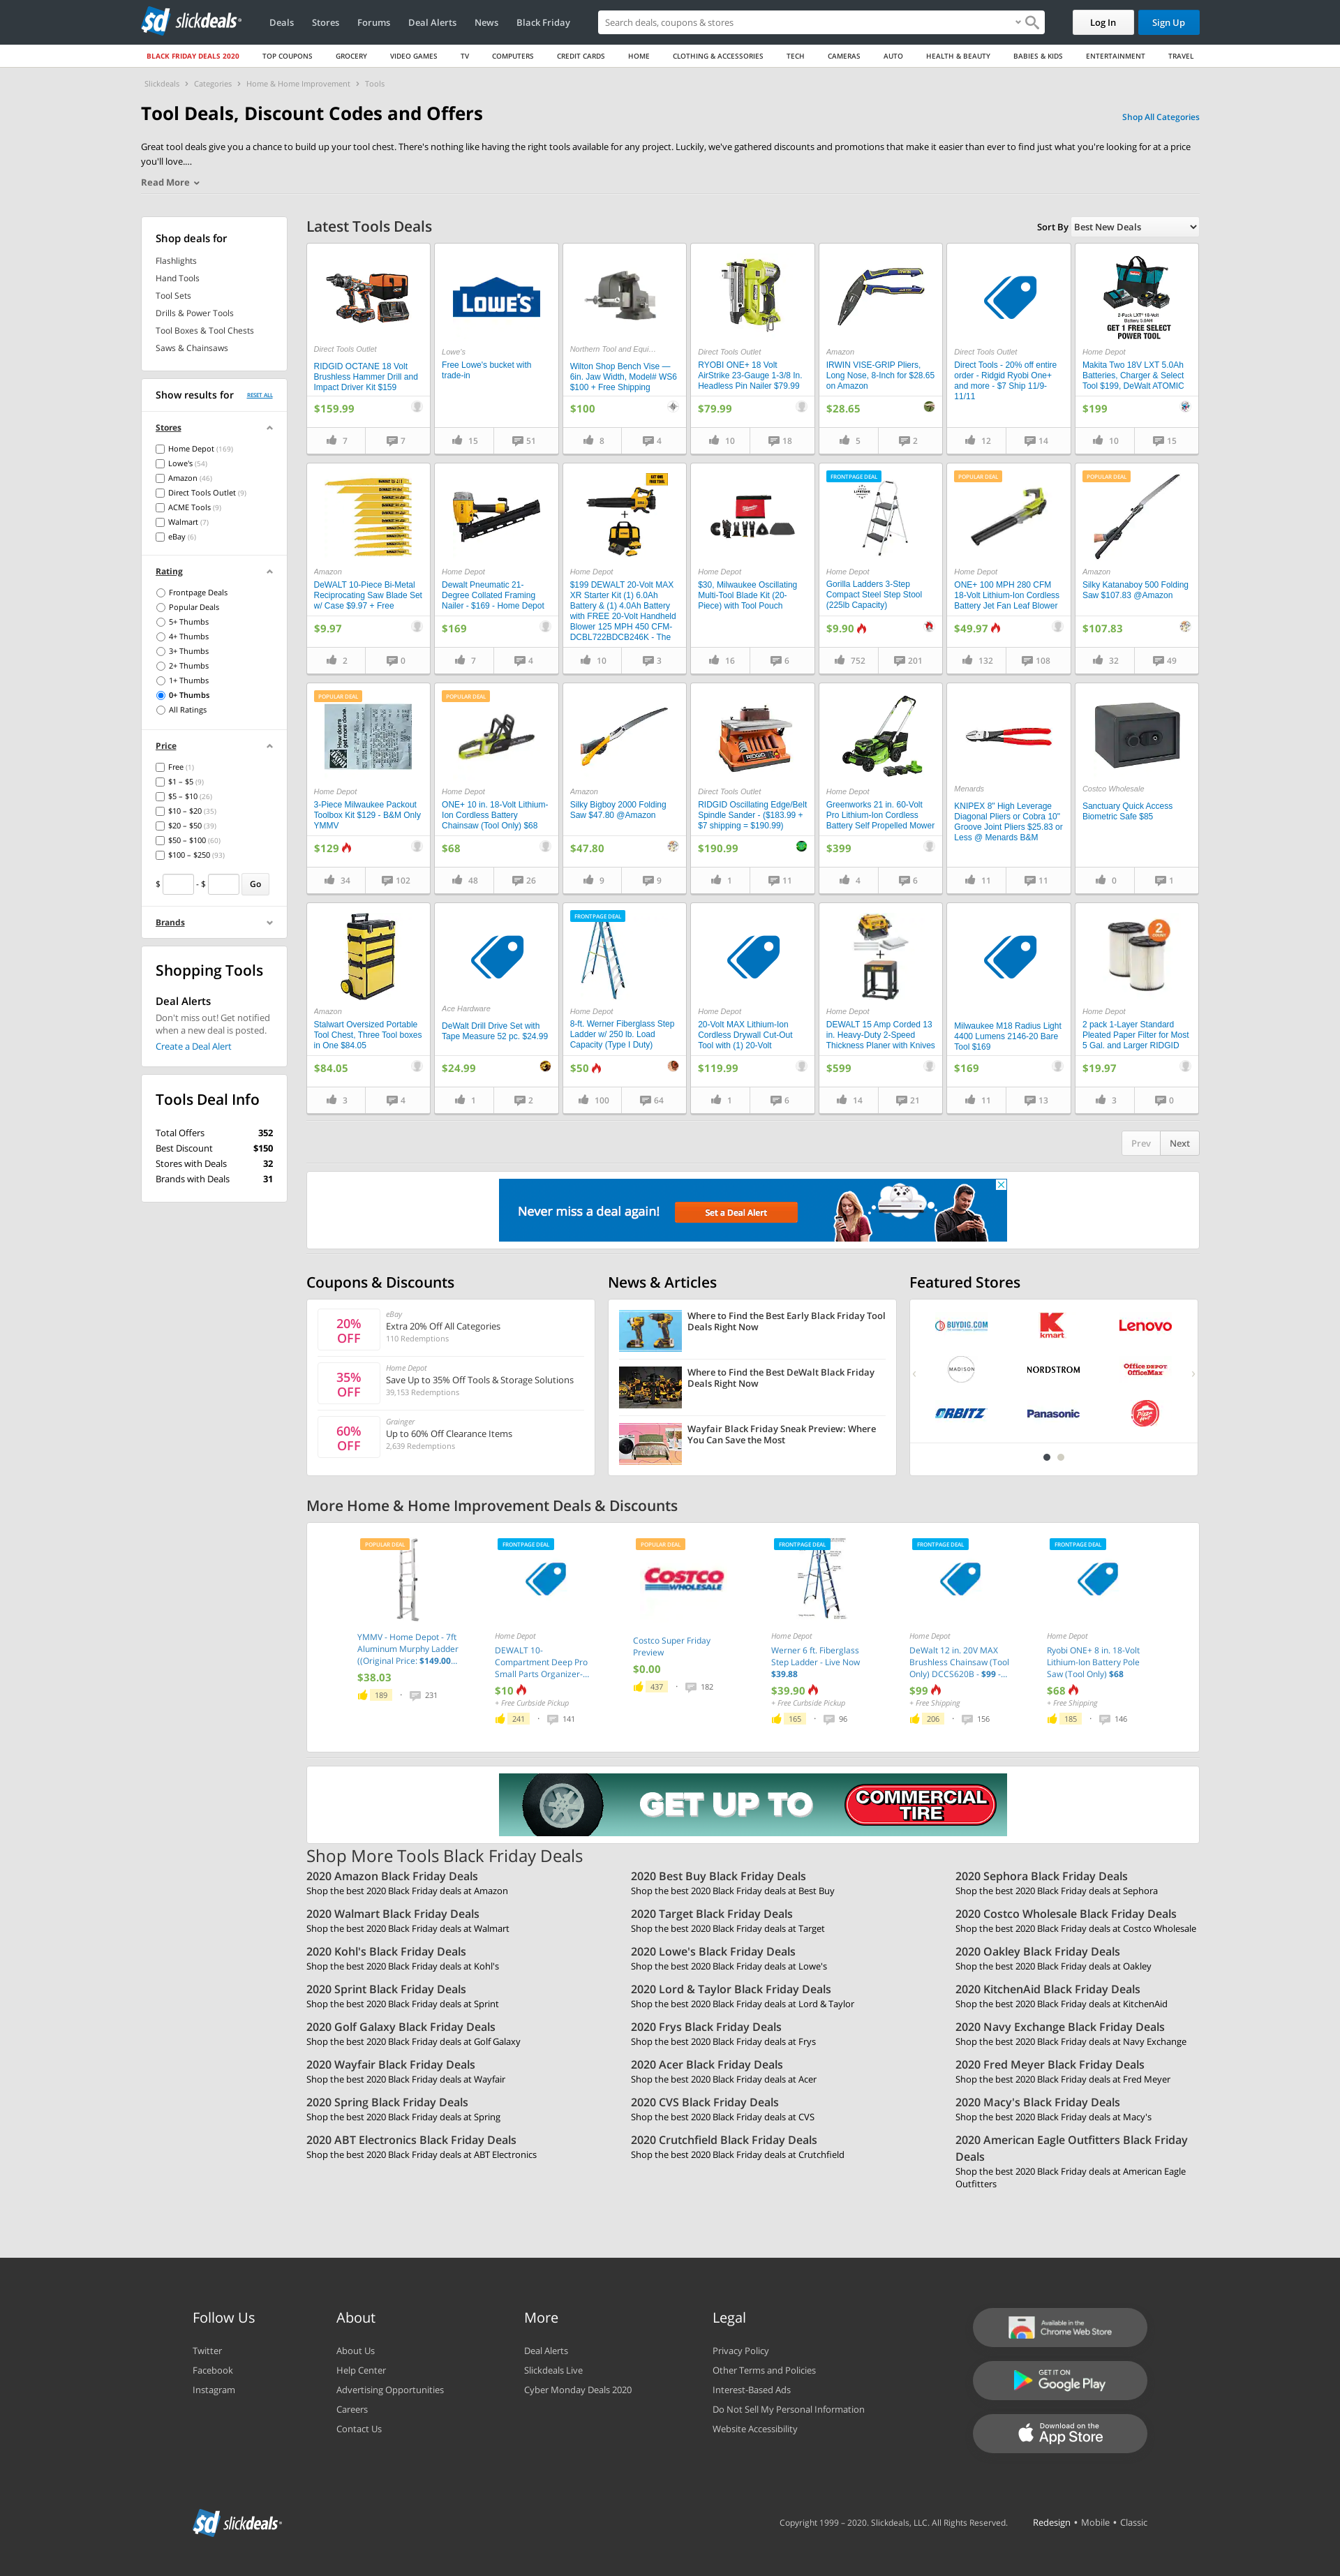 slickdeals
Deals Stores Forums Deal Alerts News Black Friday
Search deals, coupons & stores
Log In
Sign Up
BLACK FRIDAY DEALS 2020 TOP COUPONS GROCERY VIDEO GAMES TV COMPUTERS CREDIT CARDS HOME CLOTHING & ACCESSORIES TECH CAMERAS AUTO HEALTH & BEAUTY BABIES & KIDS ENTERTAINMENT TRAVEL
Slickdeals › Categories › Home & Home Improvement › Tools
Tool Deals, Discount Codes and Offers
Shop All Categories
Great tool deals give you a chance to build up your tool chest. There's nothing like having the right tools available for any project. Luckily, we've gathered discounts and promotions that make it easier than ever to find just what you're looking for at a price
you'll love....
Read More
Shop deals for
Flashlights
Hand Tools
Tool Sets
Drills & Power Tools
Tool Boxes & Tool Chests
Saws & Chainsaws
Show results for RESET ALL
Stores
Home Depot (169)
Lowe's (54)
Amazon (46)
Direct Tools Outlet (9)
ACME Tools (9)
Walmart (7)
eBay (6)
Rating
Frontpage Deals
Popular Deals
5+ Thumbs
4+ Thumbs
3+ Thumbs
2+ Thumbs
1+ Thumbs
0+ Thumbs
All Ratings
Price
Free (1)
$1 – $5 (9)
$5 – $10 (26)
$10 – $20 (35)
$20 – $50 (39)
$50 – $100 (60)
$100 – $250 (93)
$ - $ Go
Brands
Shopping Tools
Deal Alerts
Don't miss out! Get notified
when a new deal is posted.
Create a Deal Alert
Tools Deal Info
Total Offers 352
Best Discount $150
Stores with Deals 32
Brands with Deals 31
Latest Tools Deals
Sort By Best New Deals
Direct Tools Outlet
RIDGID OCTANE 18 Volt
Brushless Hammer Drill and
Impact Driver Kit $159
$159.99
7 7
LOWE'S
Lowe's
Free Lowe's bucket with
trade-in
15 51
Northern Tool and Equi...
Wilton Shop Bench Vise —
6in. Jaw Width, Model# WS6
$100 + Free Shipping
$100
8 4
Direct Tools Outlet
RYOBI ONE+ 18 Volt
AirStrike 23-Gauge 1-3/8 In.
Headless Pin Nailer $79.99
$79.99
10 18
Amazon
IRWIN VISE-GRIP Pliers,
Long Nose, 8-Inch for $28.65
on Amazon
$28.65
5 2
Direct Tools Outlet
Direct Tools - 20% off entire
order - Ridgid Ryobi One+
and more - $7 Ship 11/9-
11/11
12 14
2-Pack LXT® 18-Volt
Battery 5.0AH
GET 1 FREE SELECT
POWER TOOL
Home Depot
Makita Two 18V LXT 5.0Ah
Batteries, Charger & Select
Tool $199, DeWalt ATOMIC
$199
10 15
Amazon
DeWALT 10-Piece Bi-Metal
Reciprocating Saw Blade Set
w/ Case $9.97 + Free
$9.97
2 0
Home Depot
Dewalt Pneumatic 21-
Degree Collated Framing
Nailer - $169 - Home Depot
$169
7 4
Home Depot
$199 DEWALT 20-Volt MAX
XR Starter Kit (1) 6.0Ah
Battery & (1) 4.0Ah Battery
with FREE 20-Volt Handheld
Blower 125 MPH 450 CFM-
DCBL722BDCB246K - The
10 3
Home Depot
$30, Milwaukee Oscillating
Multi-Tool Blade Kit (20-
Piece) with Tool Pouch
16 6
FRONTPAGE DEAL
Home Depot
Gorilla Ladders 3-Step
Compact Steel Step Stool
(225lb Capacity)
$9.90
752 201
POPULAR DEAL
Home Depot
ONE+ 100 MPH 280 CFM
18-Volt Lithium-Ion Cordless
Battery Jet Fan Leaf Blower
$49.97
132 108
POPULAR DEAL
Amazon
Silky Katanaboy 500 Folding
Saw $107.83 @Amazon
$107.83
32 49
POPULAR DEAL
Home Depot
3-Piece Milwaukee Packout
Toolbox Kit $129 - B&M Only
YMMV
$129
34 102
POPULAR DEAL
Home Depot
ONE+ 10 in. 18-Volt Lithium-
Ion Cordless Battery
Chainsaw (Tool Only) $68
$68
48 26
Amazon
Silky Bigboy 2000 Folding
Saw $47.80 @Amazon
$47.80
9 9
Direct Tools Outlet
RIDGID Oscillating Edge/Belt
Spindle Sander - ($183.99 +
$7 shipping = $190.99)
$190.99
1 11
Home Depot
Greenworks 21 in. 60-Volt
Pro Lithium-Ion Cordless
Battery Self Propelled Mower
$399
4 6
Menards
KNIPEX 8" High Leverage
Diagonal Pliers or Cobra 10"
Groove Joint Pliers $25.83 or
Less @ Menards B&M
11 11
Costco Wholesale
Sanctuary Quick Access
Biometric Safe $85
0 1
Amazon
Stalwart Oversized Portable
Tool Chest, Three Tool boxes
in One $84.05
$84.05
3 4
Ace Hardware
DeWalt Drill Drive Set with
Tape Measure 52 pc. $24.99
$24.99
1 2
FRONTPAGE DEAL
Home Depot
8-ft. Werner Fiberglass Step
Ladder w/ 250 lb. Load
Capacity (Type I Duty)
$50
100 64
Home Depot
20-Volt MAX Lithium-Ion
Cordless Drywall Cut-Out
Tool with (1) 20-Volt
$119.99
1 6
Home Depot
DEWALT 15 Amp Corded 13
in. Heavy-Duty 2-Speed
Thickness Planer with Knives
$599
14 21
Milwaukee M18 Radius Light
4400 Lumens 2146-20 Bare
Tool $169
$169
11 13
2
Home Depot
2 pack 1-Layer Standard
Pleated Paper Filter for Most
5 Gal. and Larger RIDGID
$19.97
3 0
Prev Next
Never miss a deal again!
Set a Deal Alert
Coupons & Discounts
20%
OFF
eBay
Extra 20% Off All Categories
110 Redemptions
35%
OFF
Home Depot
Save Up to 35% Off Tools & Storage Solutions
39,153 Redemptions
60%
OFF
Grainger
Up to 60% Off Clearance Items
2,639 Redemptions
News & Articles
Where to Find the Best Early Black Friday Tool
Deals Right Now
Where to Find the Best DeWalt Black Friday
Deals Right Now
Wayfair Black Friday Sneak Preview: Where
You Can Save the Most
Featured Stores
BUYDIG.COM
kmart
Lenovo
MADISON
NORDSTROM
Office DEPOT
OfficeMax
ORBITZ
Panasonic
Pizza Hut
More Home & Home Improvement Deals & Discounts
POPULAR DEAL
YMMV - Home Depot - 7ft
Aluminum Murphy Ladder
((Original Price: $149.00...
$38.03
189 · 231
FRONTPAGE DEAL
Home Depot
DEWALT 10-
Compartment Deep Pro
Small Parts Organizer-...
$10
+ Free Curbside Pickup
241 · 141
POPULAR DEAL
COSTCO
WHOLESALE
Costco Super Friday
Preview
$0.00
437 · 182
FRONTPAGE DEAL
Home Depot
Werner 6 ft. Fiberglass
Step Ladder - Live Now
$39.88
$39.90
+ Free Curbside Pickup
165 · 96
FRONTPAGE DEAL
Home Depot
DeWalt 12 in. 20V MAX
Brushless Chainsaw (Tool
Only) DCCS620B - $99 -...
$99
+ Free Shipping
206 · 156
FRONTPAGE DEAL
Home Depot
Ryobi ONE+ 8 in. 18-Volt
Lithium-Ion Battery Pole
Saw (Tool Only) $68
$68
+ Free Shipping
185 · 146
GET UP TO
COMMERCIAL
TIRE
Shop More Tools Black Friday Deals
2020 Amazon Black Friday Deals
Shop the best 2020 Black Friday deals at Amazon
2020 Walmart Black Friday Deals
Shop the best 2020 Black Friday deals at Walmart
2020 Kohl's Black Friday Deals
Shop the best 2020 Black Friday deals at Kohl's
2020 Sprint Black Friday Deals
Shop the best 2020 Black Friday deals at Sprint
2020 Golf Galaxy Black Friday Deals
Shop the best 2020 Black Friday deals at Golf Galaxy
2020 Wayfair Black Friday Deals
Shop the best 2020 Black Friday deals at Wayfair
2020 Spring Black Friday Deals
Shop the best 2020 Black Friday deals at Spring
2020 ABT Electronics Black Friday Deals
Shop the best 2020 Black Friday deals at ABT Electronics
2020 Best Buy Black Friday Deals
Shop the best 2020 Black Friday deals at Best Buy
2020 Target Black Friday Deals
Shop the best 2020 Black Friday deals at Target
2020 Lowe's Black Friday Deals
Shop the best 2020 Black Friday deals at Lowe's
2020 Lord & Taylor Black Friday Deals
Shop the best 2020 Black Friday deals at Lord & Taylor
2020 Frys Black Friday Deals
Shop the best 2020 Black Friday deals at Frys
2020 Acer Black Friday Deals
Shop the best 2020 Black Friday deals at Acer
2020 CVS Black Friday Deals
Shop the best 2020 Black Friday deals at CVS
2020 Crutchfield Black Friday Deals
Shop the best 2020 Black Friday deals at Crutchfield
2020 Sephora Black Friday Deals
Shop the best 2020 Black Friday deals at Sephora
2020 Costco Wholesale Black Friday Deals
Shop the best 2020 Black Friday deals at Costco Wholesale
2020 Oakley Black Friday Deals
Shop the best 2020 Black Friday deals at Oakley
2020 KitchenAid Black Friday Deals
Shop the best 2020 Black Friday deals at KitchenAid
2020 Navy Exchange Black Friday Deals
Shop the best 2020 Black Friday deals at Navy Exchange
2020 Fred Meyer Black Friday Deals
Shop the best 2020 Black Friday deals at Fred Meyer
2020 Macy's Black Friday Deals
Shop the best 2020 Black Friday deals at Macy's
2020 American Eagle Outfitters Black Friday
Deals
Shop the best 2020 Black Friday deals at American Eagle
Outfitters
Follow Us
Twitter
Facebook
Instagram
About
About Us
Help Center
Advertising Opportunities
Careers
Contact Us
More
Deal Alerts
Slickdeals Live
Cyber Monday Deals 2020
Legal
Privacy Policy
Other Terms and Policies
Interest-Based Ads
Do Not Sell My Personal Information
Website Accessibility
Available in the
Chrome Web Store
GET IT ON
Google Play
Download on the
App Store
slickdeals
Copyright 1999 – 2020. Slickdeals, LLC. All Rights Reserved.
Redesign • Mobile • Classic